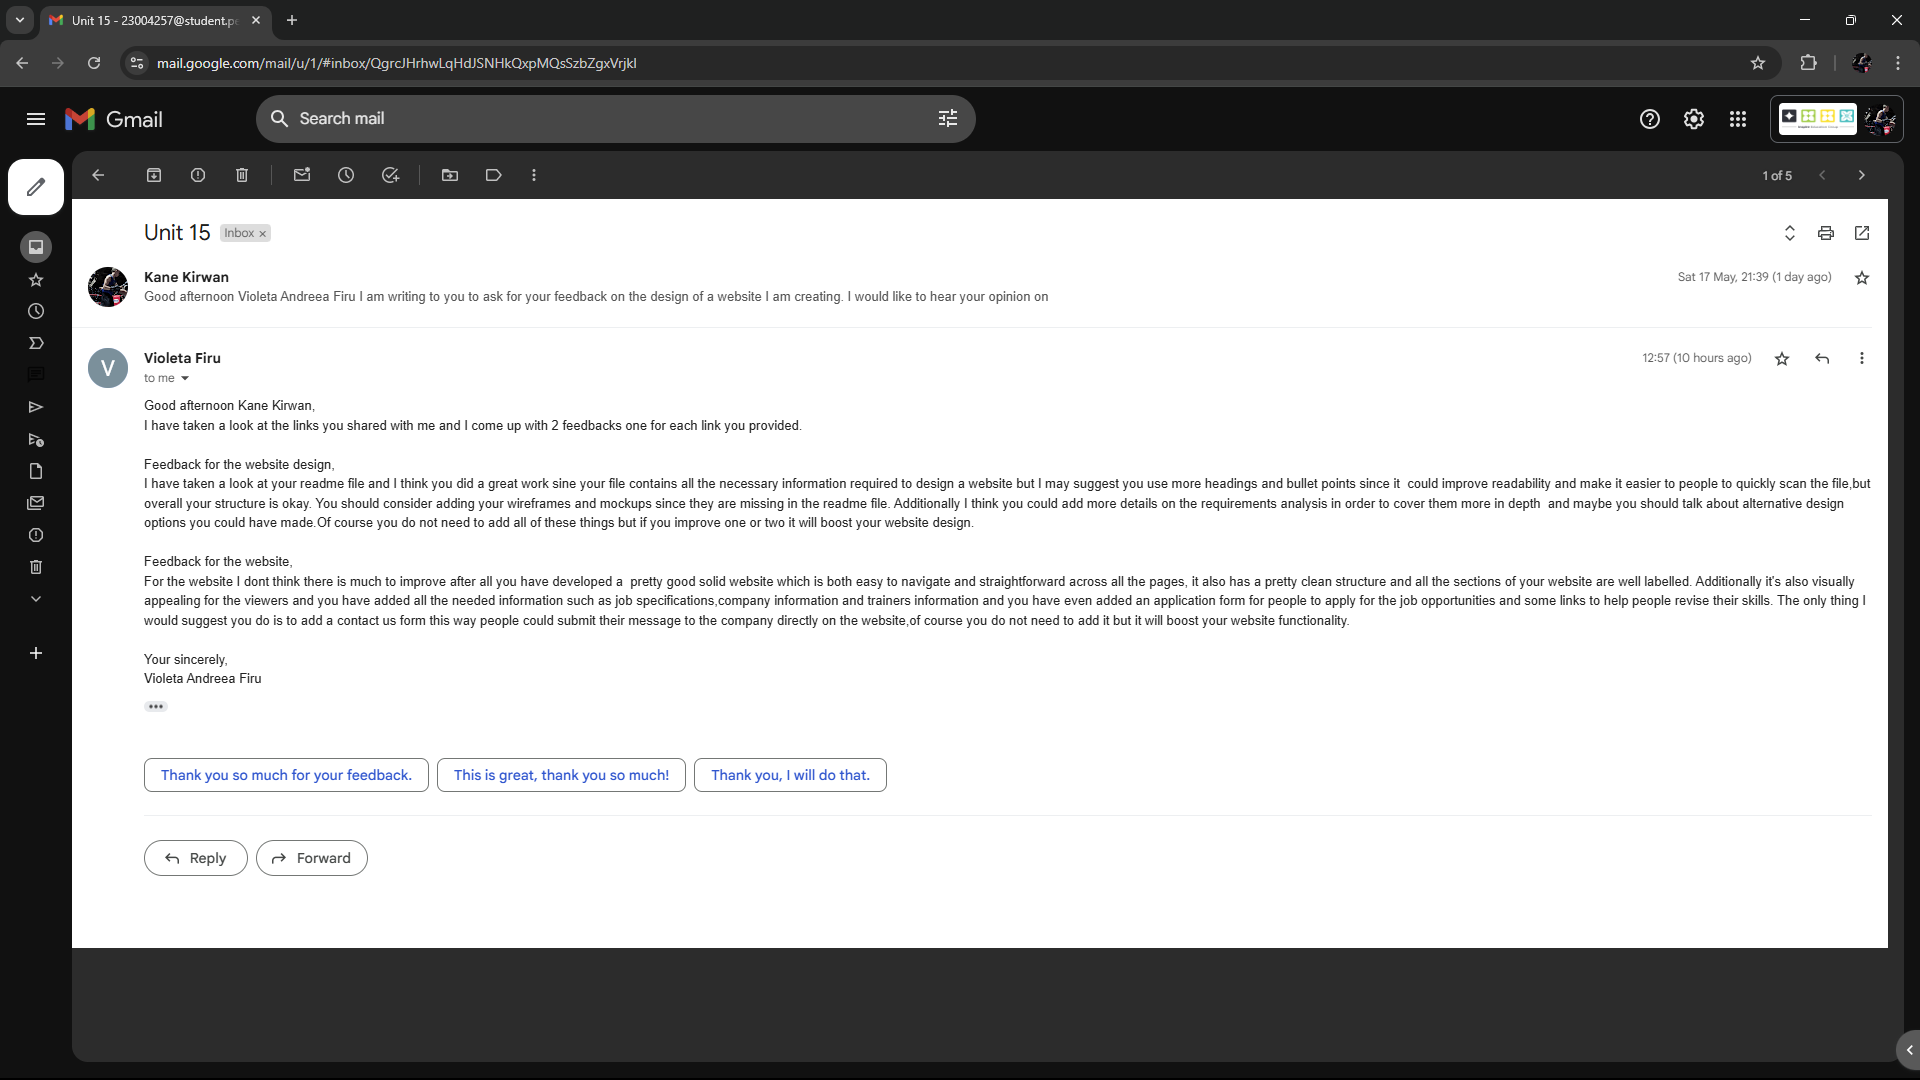 Unit 15 - 23004257@student.pe
mail.google.com/mail/u/1/#inbox/QgrcJHrhwLqHdJSNHkQxpMQsSzbZgxVrjkl
Gmail
Search mail
1 of 5
Unit 15 Inbox ×
Kane Kirwan
Sat 17 May, 21:39 (1 day ago)
Good afternoon Violeta Andreea Firu I am writing to you to ask for your feedback on the design of a website I am creating. I would like to hear your opinion on
V
Violeta Firu
12:57 (10 hours ago)
to me
Good afternoon Kane Kirwan,
I have taken a look at the links you shared with me and I come up with 2 feedbacks one for each link you provided.
Feedback for the website design,
I have taken a look at your readme file and I think you did a great work sine your file contains all the necessary information required to design a website but I may suggest you use more headings and bullet points since it  could improve readability and make it easier to people to quickly scan the file,but
overall your structure is okay. You should consider adding your wireframes and mockups since they are missing in the readme file. Additionally I think you could add more details on the requirements analysis in order to cover them more in depth  and maybe you should talk about alternative design
options you could have made.Of course you do not need to add all of these things but if you improve one or two it will boost your website design.
Feedback for the website,
For the website I dont think there is much to improve after all you have developed a  pretty good solid website which is both easy to navigate and straightforward across all the pages, it also has a pretty clean structure and all the sections of your website are well labelled. Additionally it's also visually
appealing for the viewers and you have added all the needed information such as job specifications,company information and trainers information and you have even added an application form for people to apply for the job opportunities and some links to help people revise their skills. The only thing I
would suggest you do is to add a contact us form this way people could submit their message to the company directly on the website,of course you do not need to add it but it will boost your website functionality.
Your sincerely,
Violeta Andreea Firu
Thank you so much for your feedback.
This is great, thank you so much!
Thank you, I will do that.
Reply
Forward